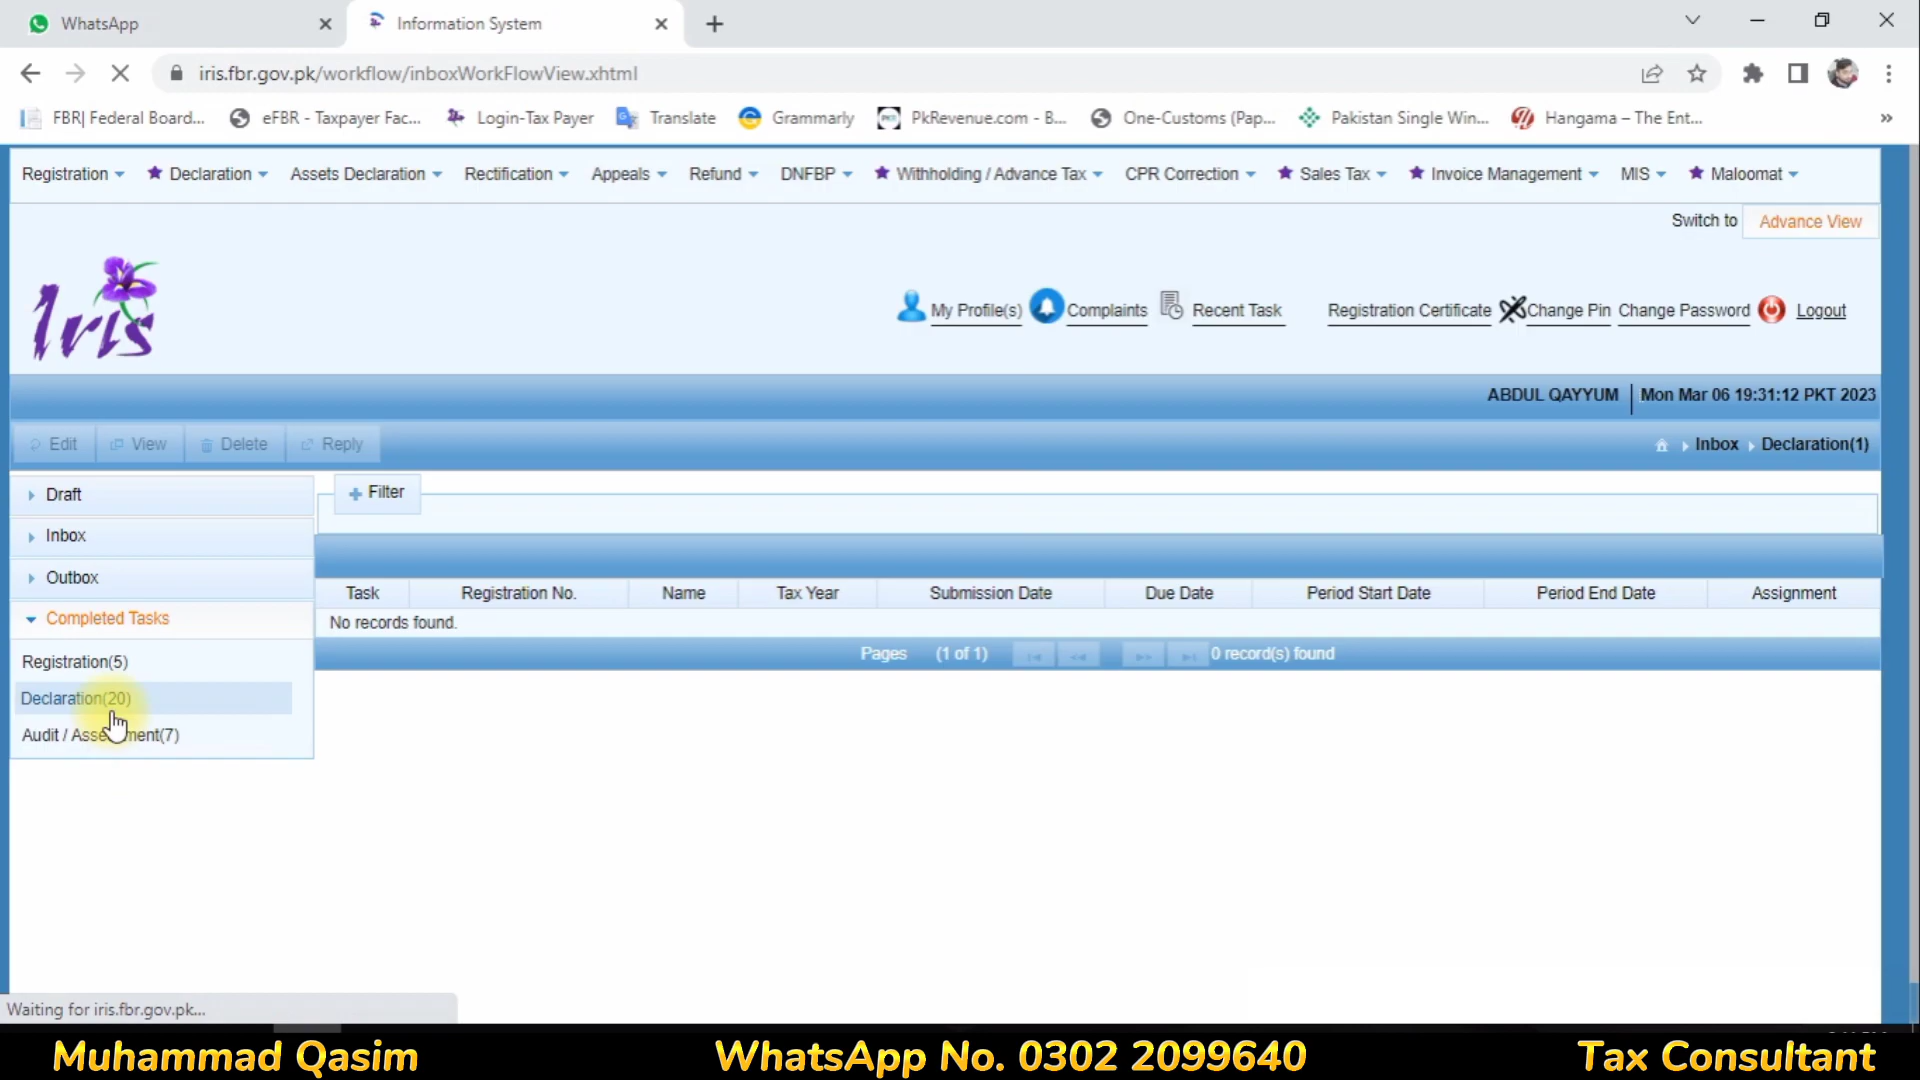 WhatsApp
Information System
iris.fbr.gov.pk/workflow/inboxWorkFlowView.xhtml
FBR| Federal Board... eFBR - Taxpayer Fac... Login-Tax Payer Translate Grammarly PkRevenue.com - B... One-Customs (Pap... Pakistan Single Win... Hangama – The Ent... »
Registration Declaration Assets Declaration Rectification Appeals Refund DNFBP Withholding / Advance Tax CPR Correction Sales Tax Invoice Management MIS Maloomat
Switch to Advance View
Iris
My Profile(s) Complaints Recent Task Registration Certificate Change Pin Change Password Logout
ABDUL QAYYUM Mon Mar 06 19:31:12 PKT 2023
Edit View Delete Reply Inbox Declaration(1)
Draft
Filter
Inbox
Outbox
Task Registration No. Name Tax Year Submission Date Due Date Period Start Date Period End Date Assignment
Completed Tasks
No records found.
Pages (1 of 1) 0 record(s) found
Registration(5)
Declaration(20)
Audit / Assessment(7)
Waiting for iris.fbr.gov.pk...
Muhammad Qasim WhatsApp No. 0302 2099640 Tax Consultant